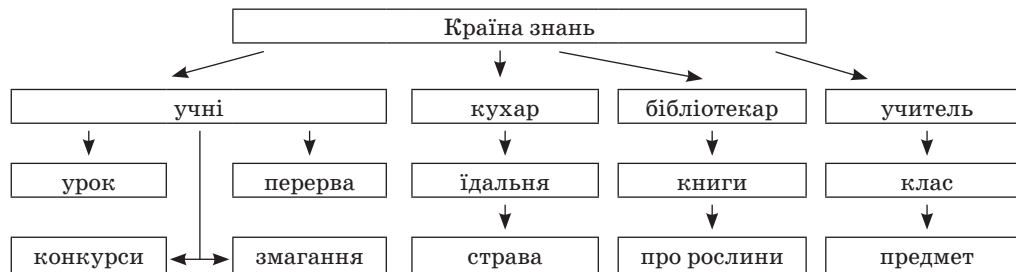 Країна знань
учні
кухар
бібліотекар
учитель
урок
перерва
їдальня
книги
клас
конкурси
змагання
страва
про рослини
предмет